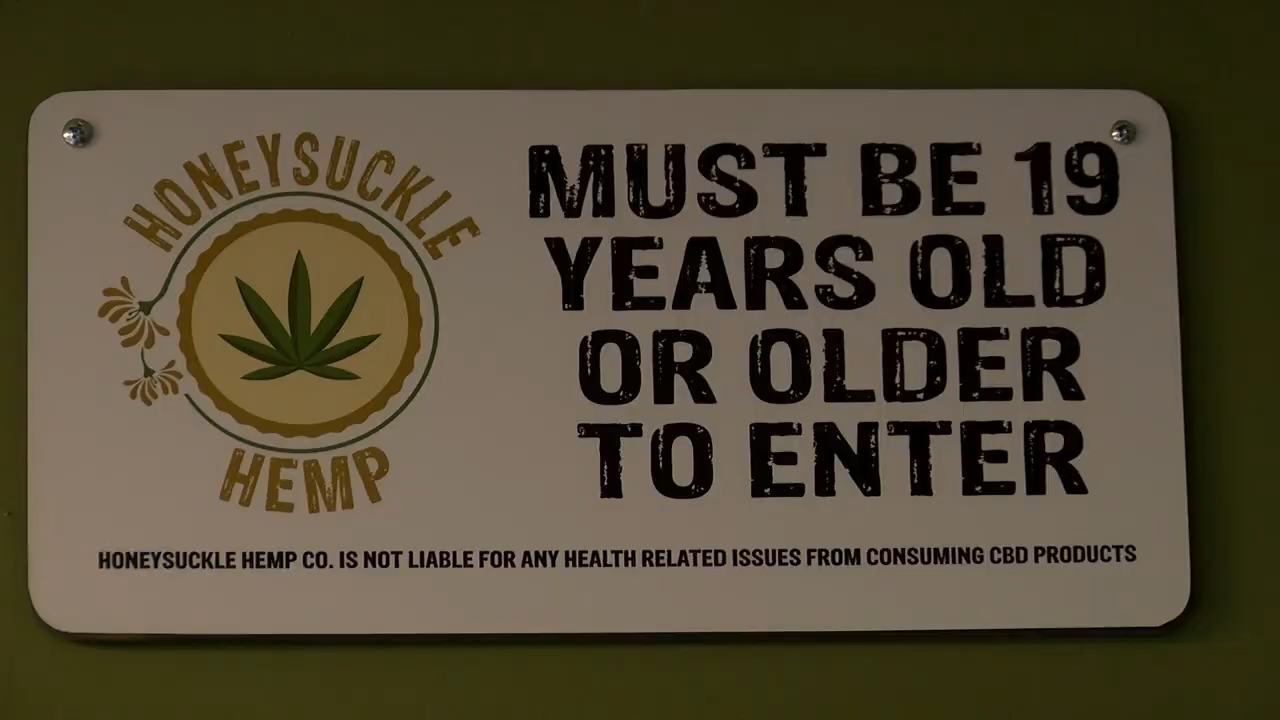 HONEYSUCKLE
HEMP
MUST BE 19
YEARS OLD
OR OLDER
TO ENTER
HONEYSUCKLE HEMP CO. IS NOT LIABLE FOR ANY HEALTH RELATED ISSUES FROM CONSUMING CBD PRODUCTS